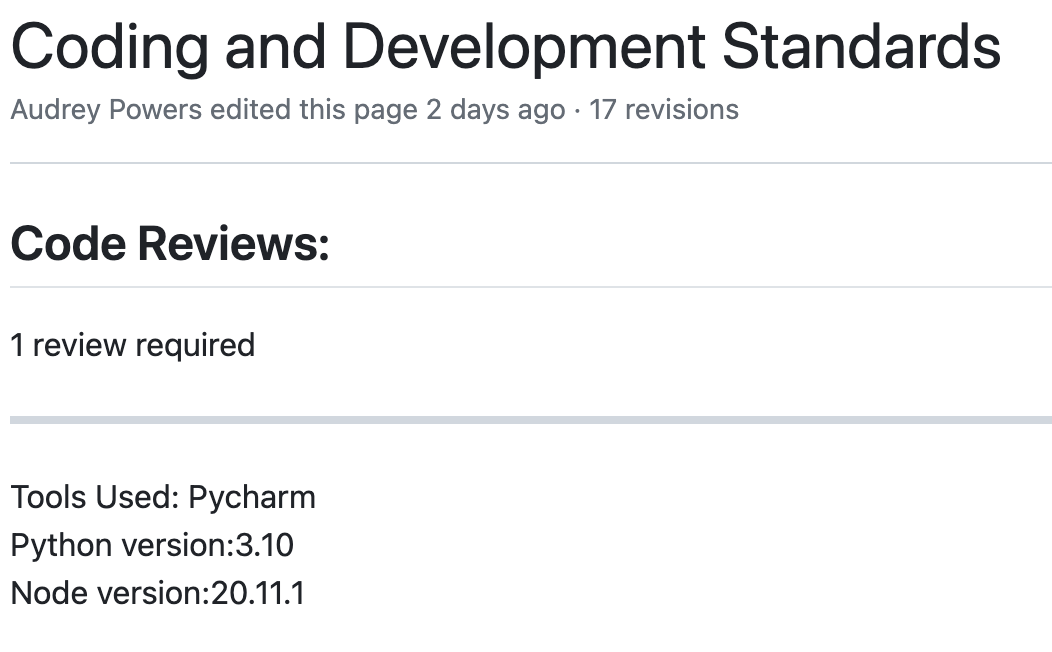 Coding and Development Standards
Audrey Powers edited this page 2 days ago · 17 revisions
Code Reviews:
1 review required
Tools Used: Pycharm
Python version:3.10
Node version:20.11.1